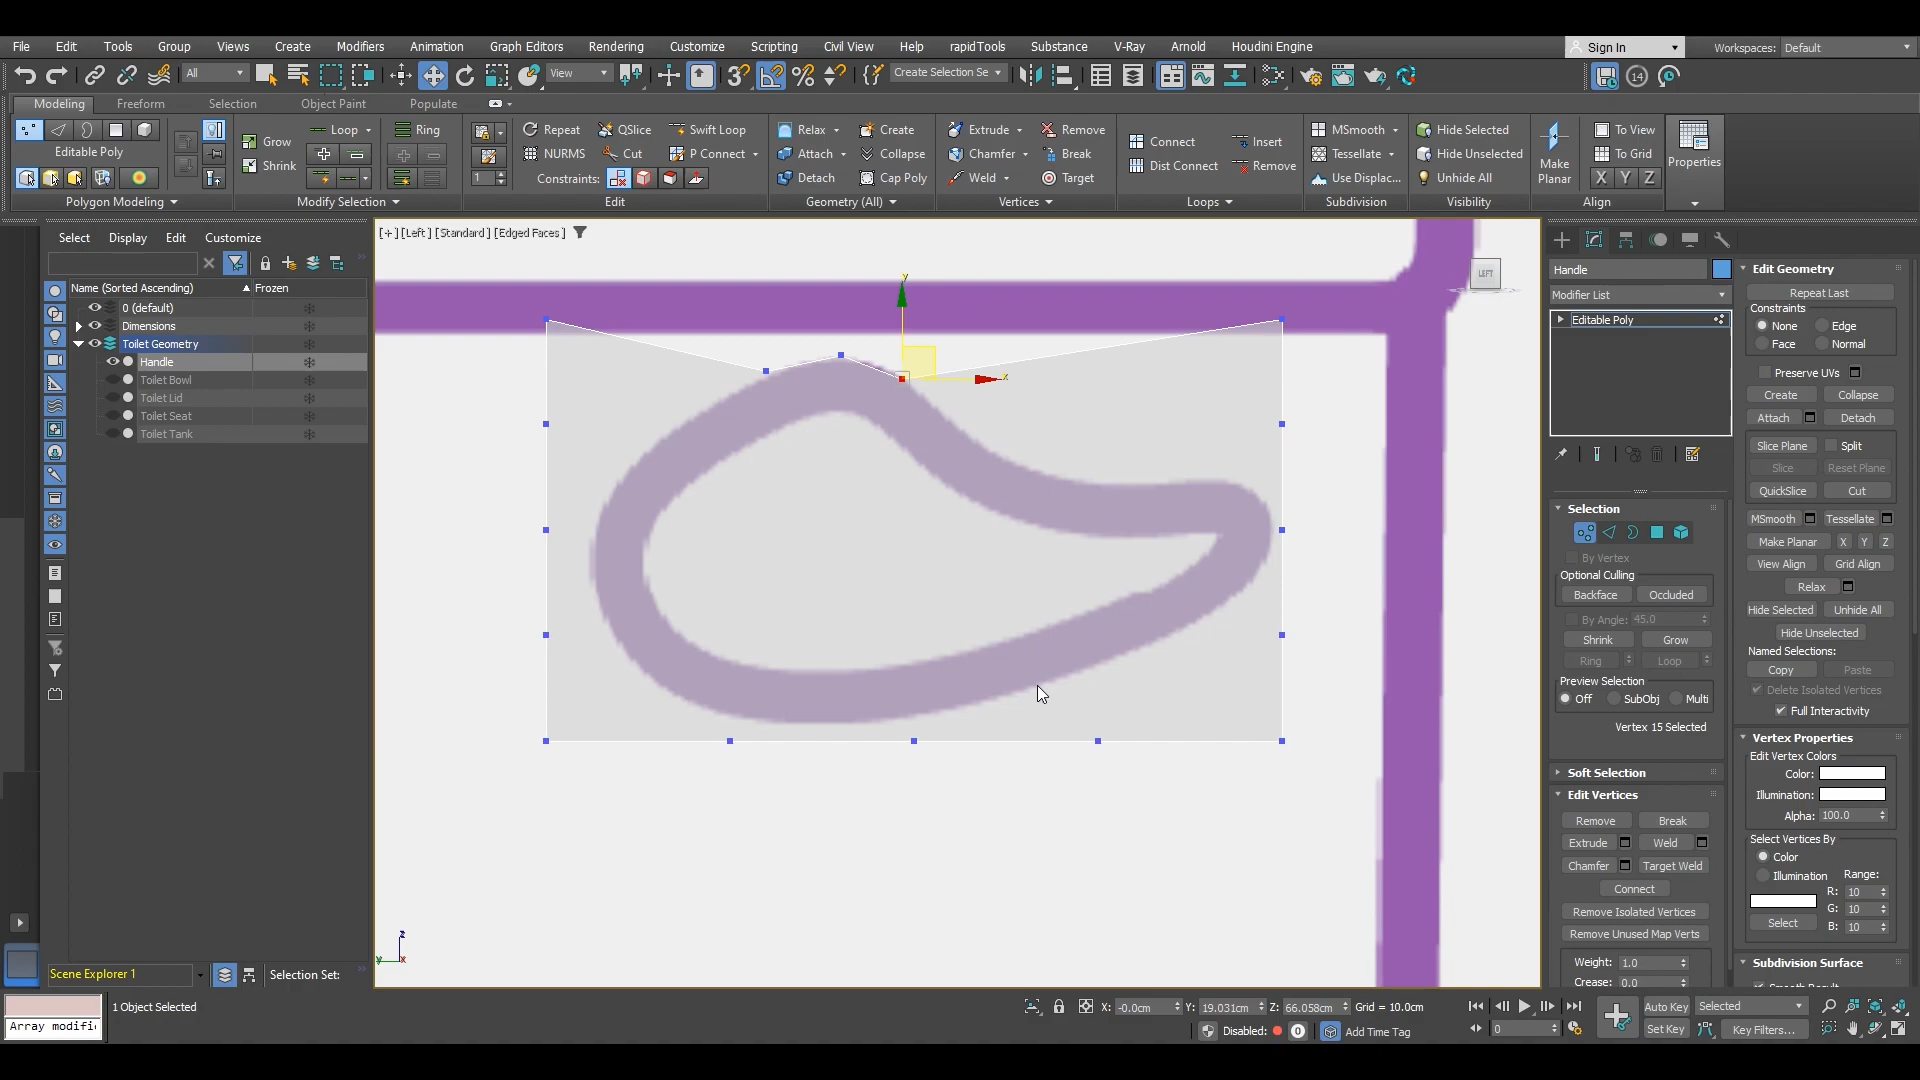 File Edit Tools Group Views Create Modifiers Animation Graph Editors Rendering Customize Scripting Civil View Help rapidTools Substance V-Ray Arnold Houdini Engine Sign In Workspaces: Default
All View Create Selection Se 14
Modeling Freeform Selection Object Paint Populate
Grow Loop Ring Repeat QSlice Swift Loop Relax Create Extrude Remove Connect Insert MSmooth Hide Selected To View
Editable Poly Shrink NURMS Cut P Connect Attach Collapse Chamfer Break Dist Connect Remove Tessellate Hide Unselected Make Planar To Grid Properties
1 Constraints: Detach Cap Poly Weld Target Use Displac... Unhide All X Y Z
Polygon Modeling Modify Selection Edit Geometry (All) Vertices Loops Subdivision Visibility Align
Select Display Edit Customize
Name (Sorted Ascending) Frozen
0 (default)
Dimensions
Toilet Geometry
Handle
Toilet Bowl
Toilet Lid
Toilet Seat
Toilet Tank
Scene Explorer 1 Selection Set:
[+][Left][Standard][Edged Faces]
LEFT
y
x
z
y x
Handle
Modifier List
Editable Poly
Selection
By Vertex
Optional Culling
Backface Occluded
By Angle: 45.0
Shrink Grow
Ring Loop
Preview Selection
Off SubObj Multi
Vertex 15 Selected
Soft Selection
Edit Vertices
Remove Break
Extrude Weld
Chamfer Target Weld
Connect
Remove Isolated Vertices
Remove Unused Map Verts
Weight: 1.0
Crease: 0.0
Edit Geometry
Repeat Last
Constraints
None Edge
Face Normal
Preserve UVs
Create Collapse
Attach Detach
Slice Plane Split
Slice Reset Plane
QuickSlice Cut
MSmooth Tessellate
Make Planar X Y Z
View Align Grid Align
Relax
Hide Selected Unhide All
Hide Unselected
Named Selections:
Copy Paste
Delete Isolated Vertices
Full Interactivity
Vertex Properties
Edit Vertex Colors
Color:
Illumination:
Alpha: 100.0
Select Vertices By
Color
Illumination Range:
R: 10
G: 10
B: 10
Select
Subdivision Surface
Array modifi
1 Object Selected
X: -0.0cm Y: 19.031cm Z: 66.058cm Grid = 10.0cm
Disabled: 0 Add Time Tag
0
Auto Key Selected
Set Key Key Filters...